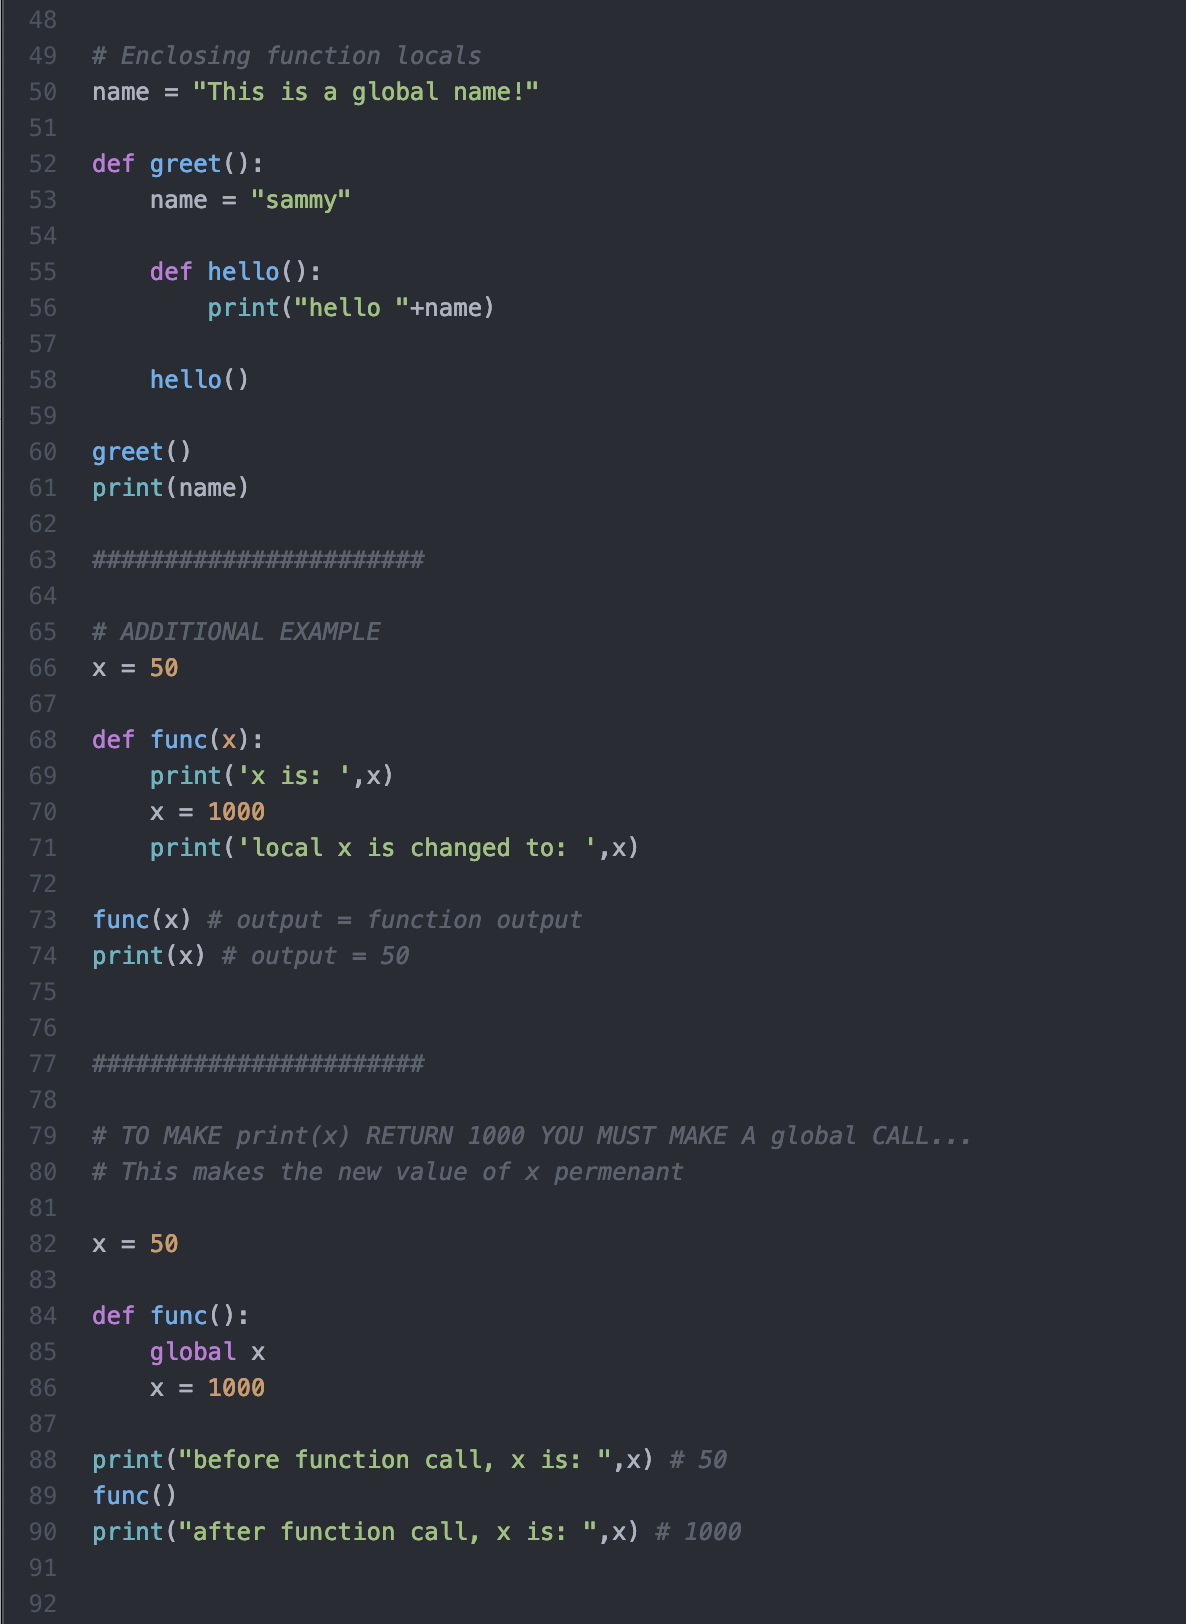 48
49 # Enclosing function locals
50 name = "This is a global name!"
51
52 def greet():
53     name = "sammy"
54
55     def hello():
56         print("hello "+name)
57
58     hello()
59
60 greet()
61 print(name)
62
63 #######################
64
65 # ADDITIONAL EXAMPLE
66 x = 50
67
68 def func(x):
69     print('x is: ',x)
70     x = 1000
71     print('local x is changed to: ',x)
72
73 func(x) # output = function output
74 print(x) # output = 50
75
76
77 #######################
78
79 # TO MAKE print(x) RETURN 1000 YOU MUST MAKE A global CALL...
80 # This makes the new value of x permenant
81
82 x = 50
83
84 def func():
85     global x
86     x = 1000
87
88 print("before function call, x is: ",x) # 50
89 func()
90 print("after function call, x is: ",x) # 1000
91
92